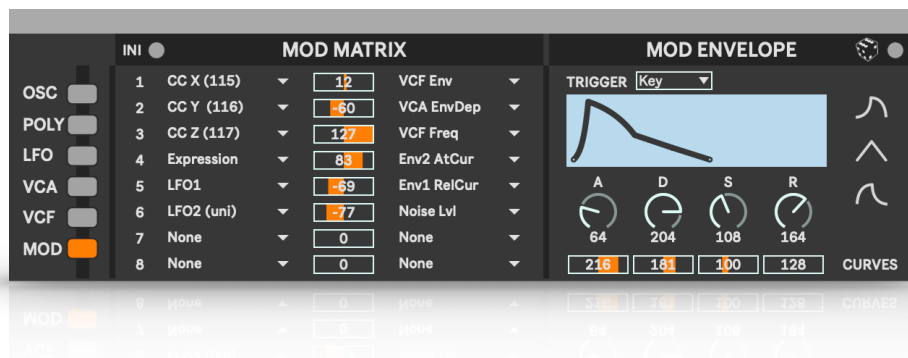 INI MOD MATRIX MOD ENVELOPE
OSC
POLY
LFO
VCA
VCF
MOD
1 CC X (115) 12 VCF Env
2 CC Y (116) -60 VCA EnvDep
3 CC Z (117) 127 VCF Freq
4 Expression 83 Env2 AtCur
5 LFO1 -69 Env1 RelCur
6 LFO2 (uni) -77 Noise Lvl
7 None 0 None
8 None 0 None
TRIGGER Key
A D S R
64 204 108 164
216 181 100 128 CURVES